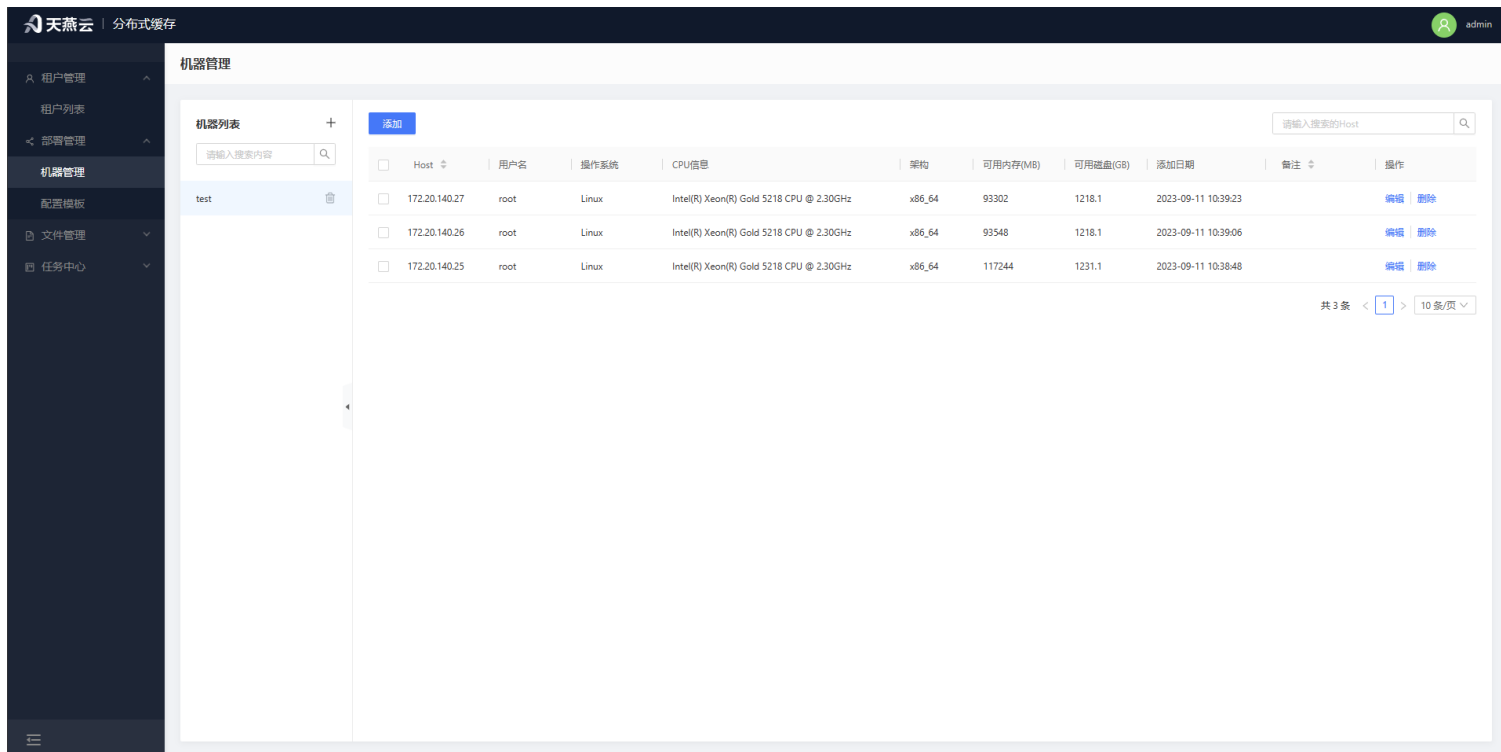 天燕云 | 分布式缓存
admin
租户管理
租户列表
部署管理
机器管理
配置模板
文件管理
任务中心
机器管理
机器列表
请输入搜索内容
test
添加
请输入搜索的Host
Host 用户名 操作系统 CPU信息 架构 可用内存(MB) 可用磁盘(GB) 添加日期 备注 操作
172.20.140.27 root Linux Intel(R) Xeon(R) Gold 5218 CPU @ 2.30GHz x86_64 93302 1218.1 2023-09-11 10:39:23 编辑 删除
172.20.140.26 root Linux Intel(R) Xeon(R) Gold 5218 CPU @ 2.30GHz x86_64 93548 1218.1 2023-09-11 10:39:06 编辑 删除
172.20.140.25 root Linux Intel(R) Xeon(R) Gold 5218 CPU @ 2.30GHz x86_64 117244 1231.1 2023-09-11 10:38:48 编辑 删除
共 3 条 < 1 > 10 条/页